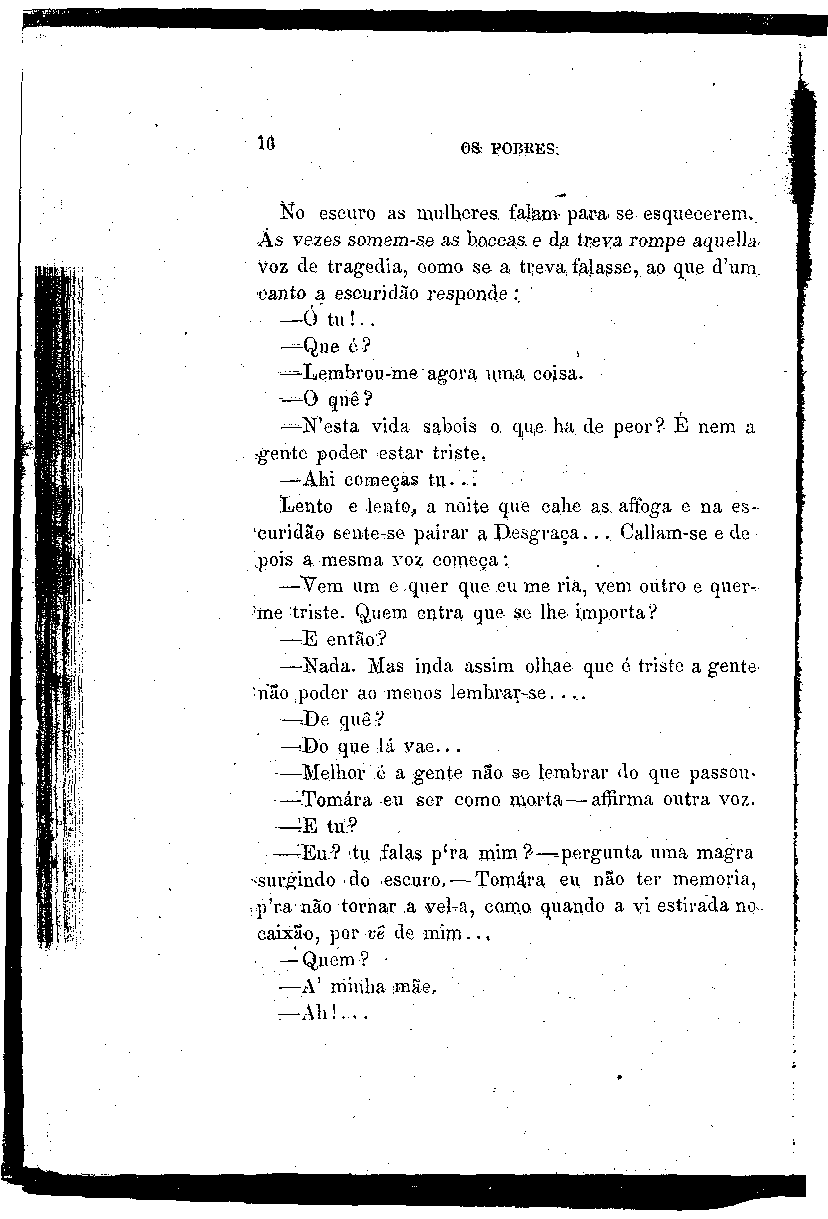 16 OS POBRES
No escuro as mulheres falam para se esquecerem.
Ás vezes somem-se as boccas e da treva rompe aquella
voz de tragedia, como se a treva falasse, ao que d'um
canto a escuridão responde:
—Ó tu!..
—Que é?
—Lembrou-me agora uma coisa.
—O quê?
—N'esta vida sabeis o que ha de peor? É nem a
gente poder estar triste.
—Ahi começas tu...
Lento e lento, a noite que cahe as affoga e na es-
curidão sente-se pairar a Desgraça... Callam-se e de
pois a mesma voz começa:
—Vem um e quer que eu me ria, vem outro e quer-
me triste. Quem entra que se lhe importa?
—E então?
—Nada. Mas inda assim olhae que é triste a gente
não poder ao menos lembrar-se....
—De quê?
—Do que lá vae...
—Melhor é a gente não se lembrar do que passou.
—Tomára eu ser como morta—affirma outra voz.
—E tu?
—Eu? tu falas p'ra mim?—pergunta uma magra
surgindo do escuro.—Tomára eu não ter memoria,
p'ra não tornar a vel-a, como quando a vi estirada no
caixão, por vê de mim...
—Quem?
—A' minha mãe.
—Ah!...